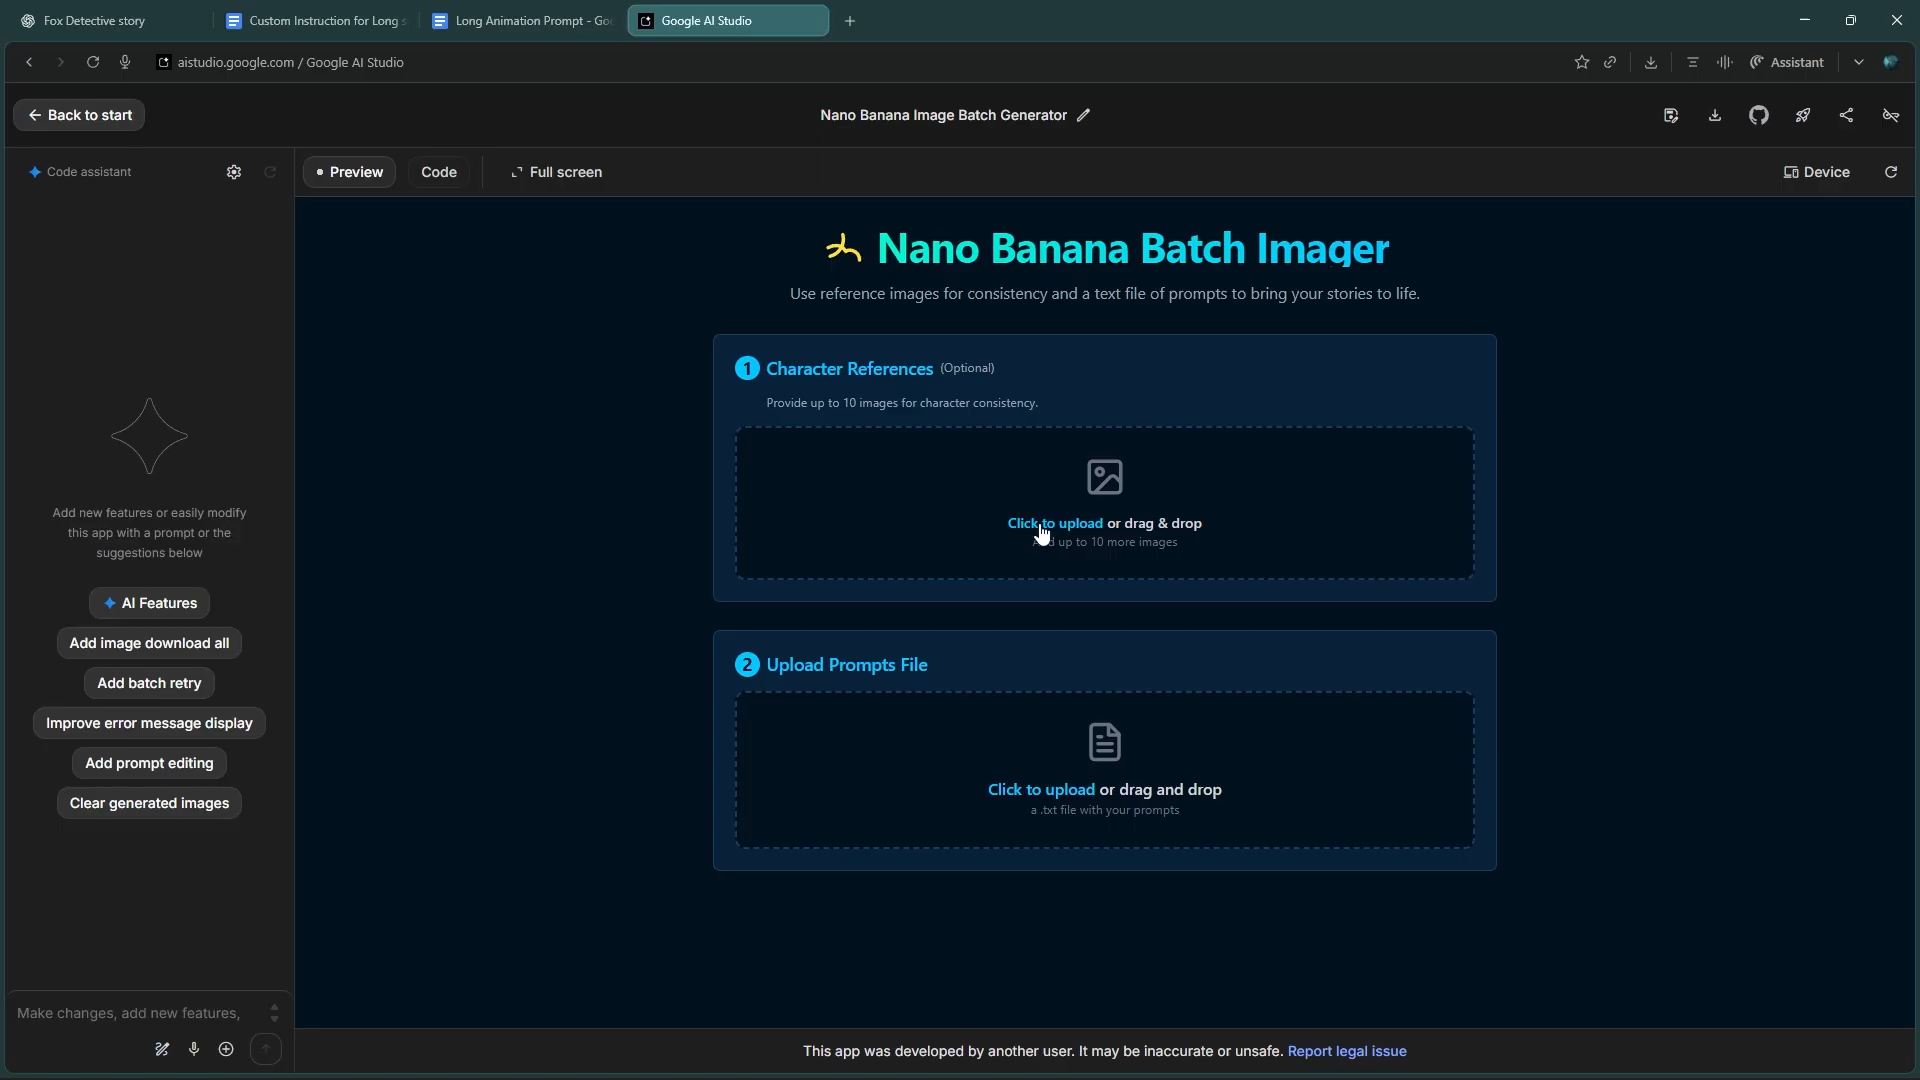 Fox Detective story
Custom Instruction for Long s
Long Animation Prompt - Goo
Google AI Studio
aistudio.google.com / Google AI Studio
Assistant
Back to start
Nano Banana Image Batch Generator
Code assistant
Preview
Code
Full screen
Device
Nano Banana Batch Imager
Use reference images for consistency and a text file of prompts to bring your stories to life.
1 Character References (Optional)
Provide up to 10 images for character consistency.
Click to upload or drag & drop
up to 10 more images
Add new features or easily modify
this app with a prompt or the
suggestions below
AI Features
Add image download all
Add batch retry
Improve error message display
Add prompt editing
Clear generated images
2 Upload Prompts File
Click to upload or drag and drop
a .txt file with your prompts
Make changes, add new features,
This app was developed by another user. It may be inaccurate or unsafe. Report legal issue